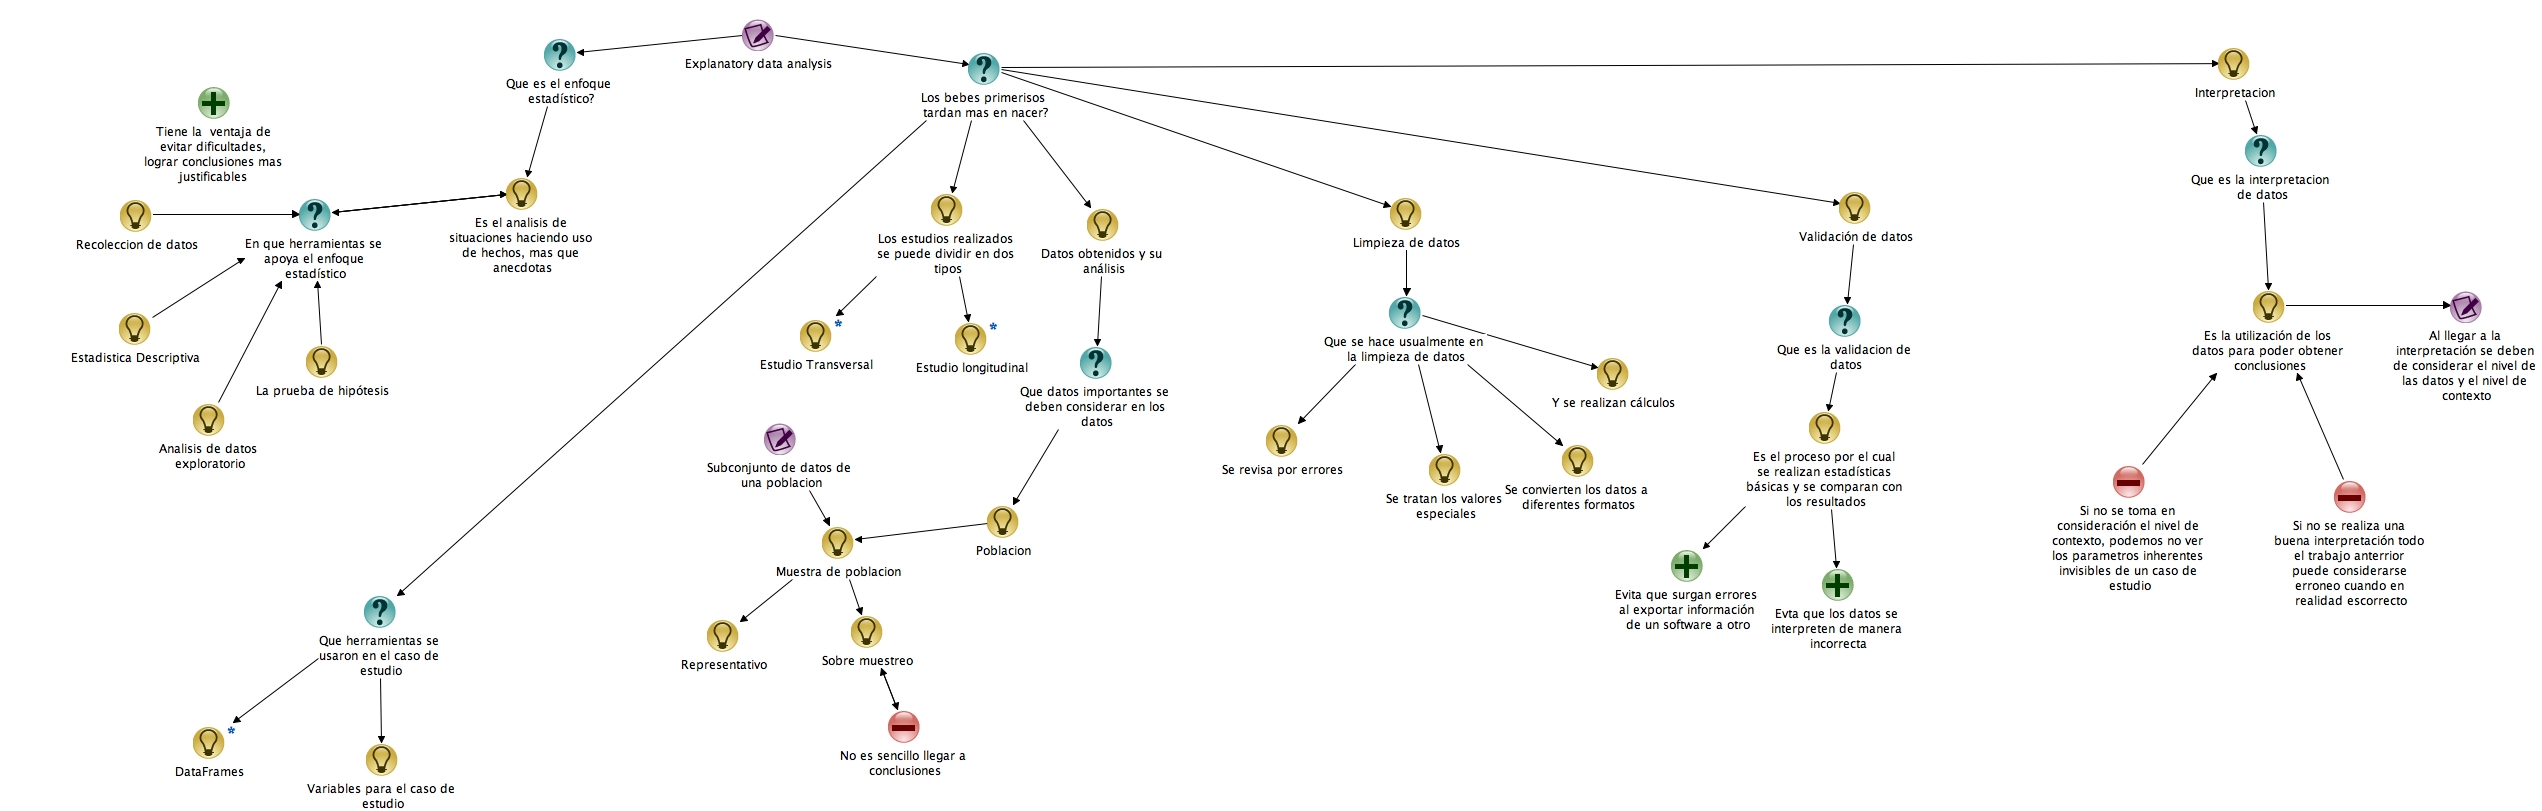 Explanatory data analysis
Que es el enfoque
estadístico?
Los bebes primerisos
tardan mas en nacer?
Interpretacion
Tiene la  ventaja de
evitar dificultades,
lograr conclusiones mas
justificables
Que es la interpretacion
de datos
Recoleccion de datos
En que herramientas se
apoya el enfoque
estadístico
Es el analisis de
situaciones haciendo uso
de hechos, mas que
anecdotas
Los estudios realizados
se puede dividir en dos
tipos
Datos obtenidos y su
análisis
Limpieza de datos
Validación de datos
Estadistica Descriptiva
La prueba de hipótesis
Analisis de datos
exploratorio
*
Estudio Transversal
*
Estudio longitudinal
Que datos importantes se
deben considerar en los
datos
Que se hace usualmente en
la limpieza de datos
Y se realizan cálculos
Que es la validacion de
datos
Es la utilización de los
datos para poder obtener
conclusiones
Al llegar a la
interpretación se deben
de considerar el nivel de
las datos y el nivel de
contexto
Subconjunto de datos de
una poblacion
Se revisa por errores
Se tratan los valores
especiales
Se convierten los datos a
diferentes formatos
Es el proceso por el cual
se realizan estadísticas
básicas y se comparan con
los resultados
Si no se toma en
consideración el nivel de
contexto, podemos no ver
los parametros inherentes
invisibles de un caso de
estudio
Si no se realiza una
buena interpretación todo
el trabajo anterrior
puede considerarse
erroneo cuando en
realidad escorrecto
Poblacion
Muestra de poblacion
Evita que surgan errores
al exportar información
de un software a otro
Evta que los datos se
interpreten de manera
incorrecta
Que herramientas se
usaron en el caso de
estudio
Representativo
Sobre muestreo
No es sencillo llegar a
conclusiones
*
DataFrames
Variables para el caso de
estudio